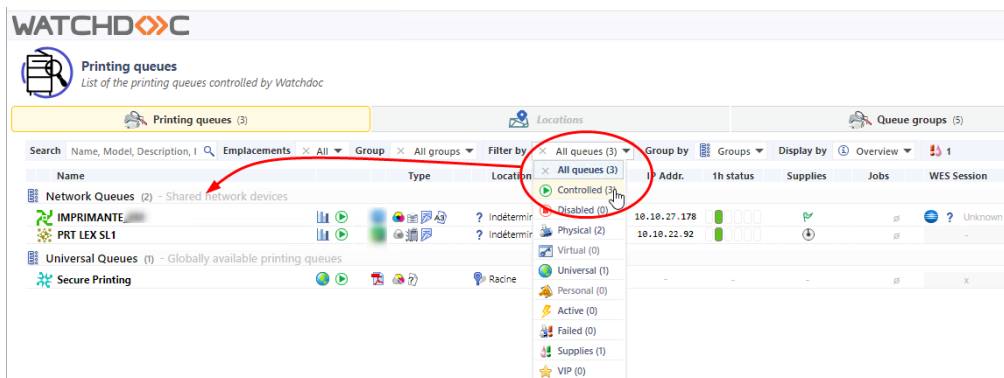 WATCHDOC
Printing queues
List of the printing queues controlled by Watchdoc
Printing queues (3)
Locations
Queue groups (5)
Search Name, Model, Description, Emplacements All Group All groups Filter by All queues (3) Group by Groups Display by Overview 1
Name Type Location IP Addr. 1h status Supplies Jobs WES Session
All queues (3)
Network Queues (2) - Shared network devices
Controlled (3)
IMPRIMANTE_ A3 ? Indétermin 10.10.27.178 ø ? Unknown
Disabled (0)
PRT LEX SL1 ? Indétermin 10.10.22.92 ø -
Physical (2)
Virtual (0)
Universal Queues (1) - Globally available printing queues
Universal (1)
Secure Printing Racine - - - ø x
Personal (0)
Active (0)
Failed (0)
Supplies (1)
VIP (0)